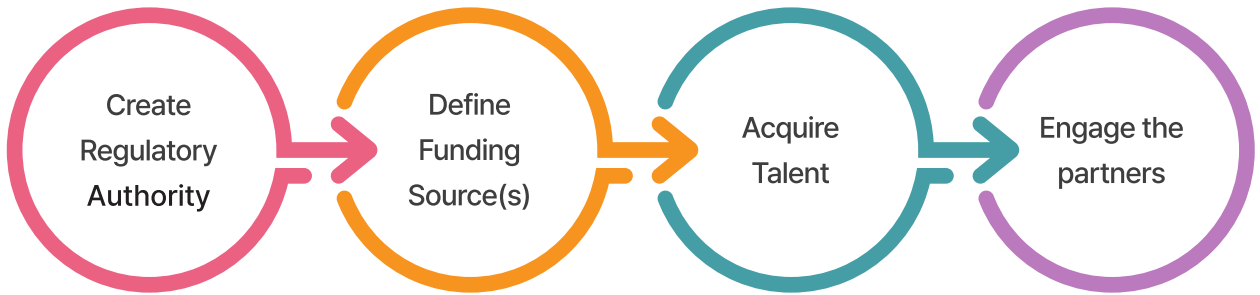 Create
Regulatory
Authority
Define
Funding
Source(s)
Acquire
Talent
Engage the
partners